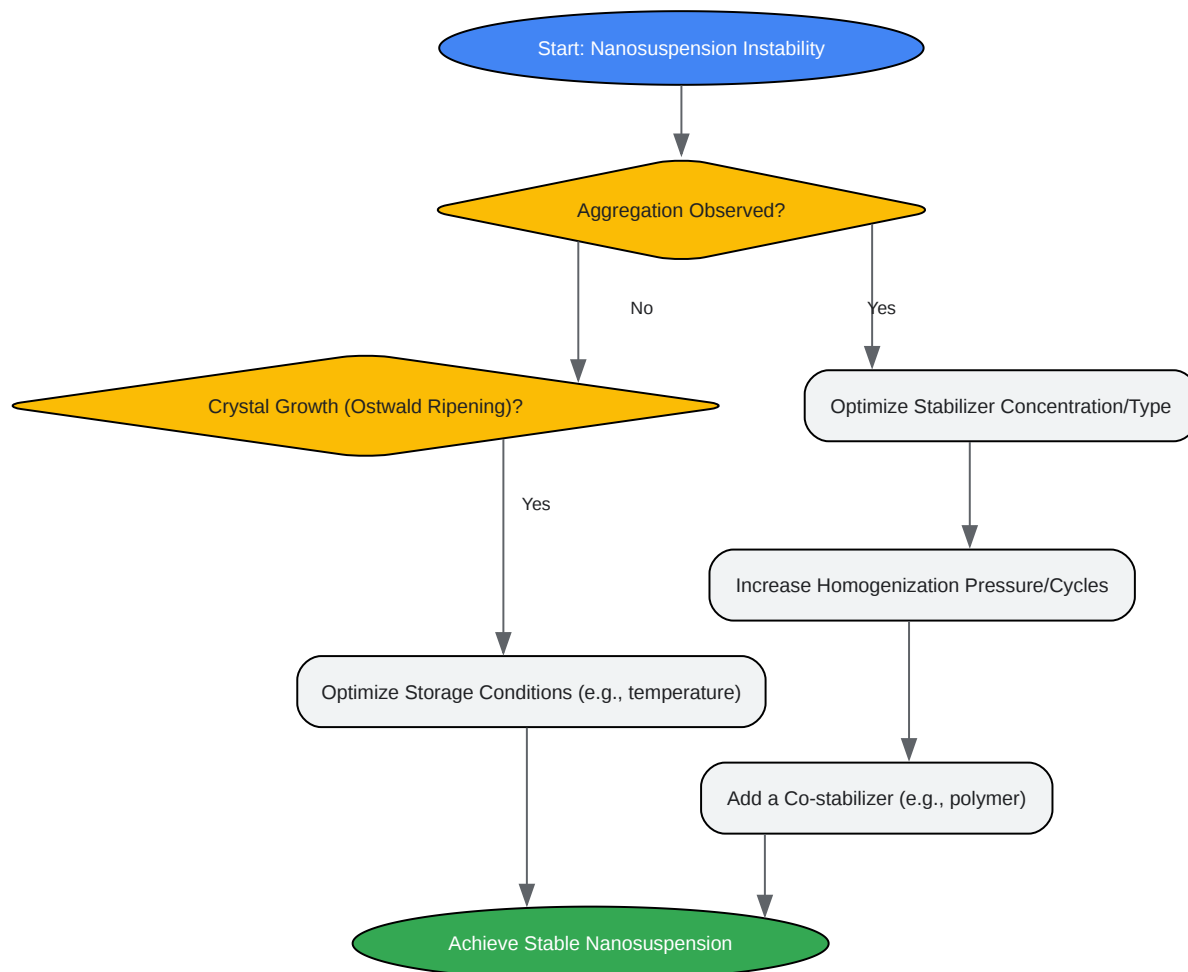 Start: Nanosuspension Instability
Aggregation Observed?
No
Yes
Crystal Growth (Ostwald Ripening)?
Optimize Stabilizer Concentration/Type
Yes
Increase Homogenization Pressure/Cycles
Optimize Storage Conditions (e.g., temperature)
Add a Co-stabilizer (e.g., polymer)
Achieve Stable Nanosuspension